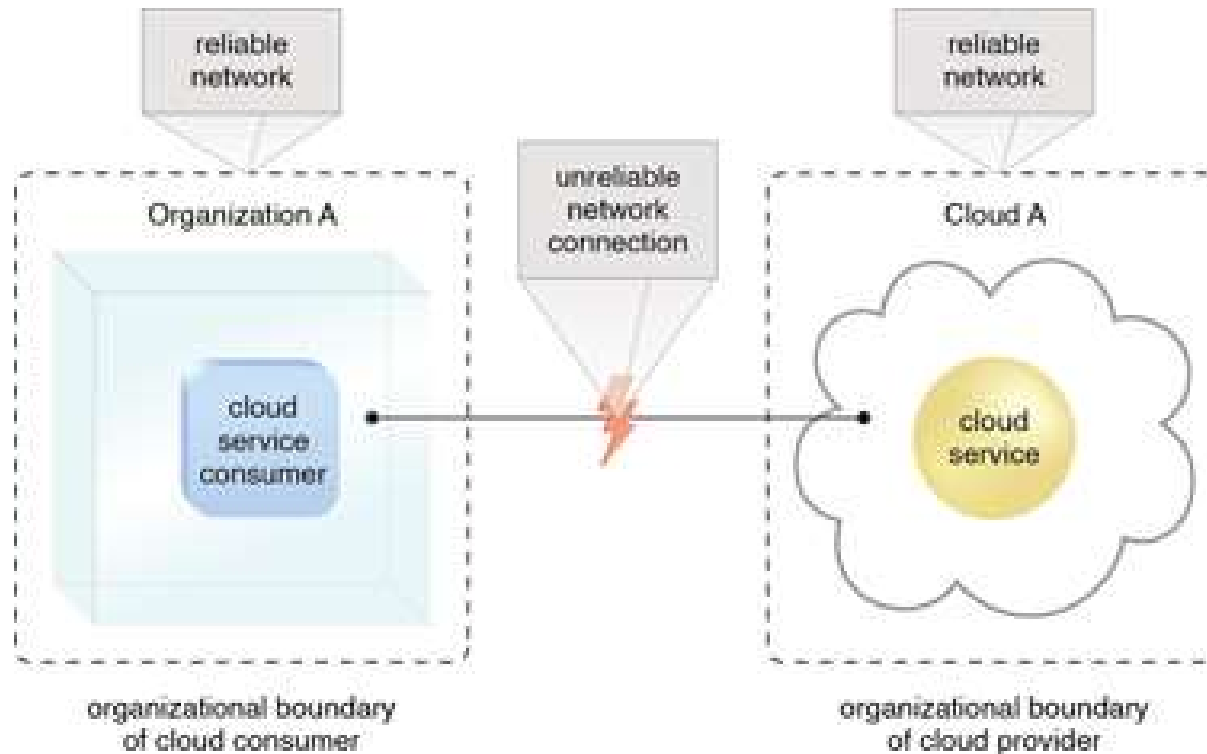 reliable
network
reliable
network
unreliable
network
connection
Organization A
Cloud A
cloud
service
consumer
cloud
service
organizational boundary
of cloud consumer
organizational boundary
of cloud provider